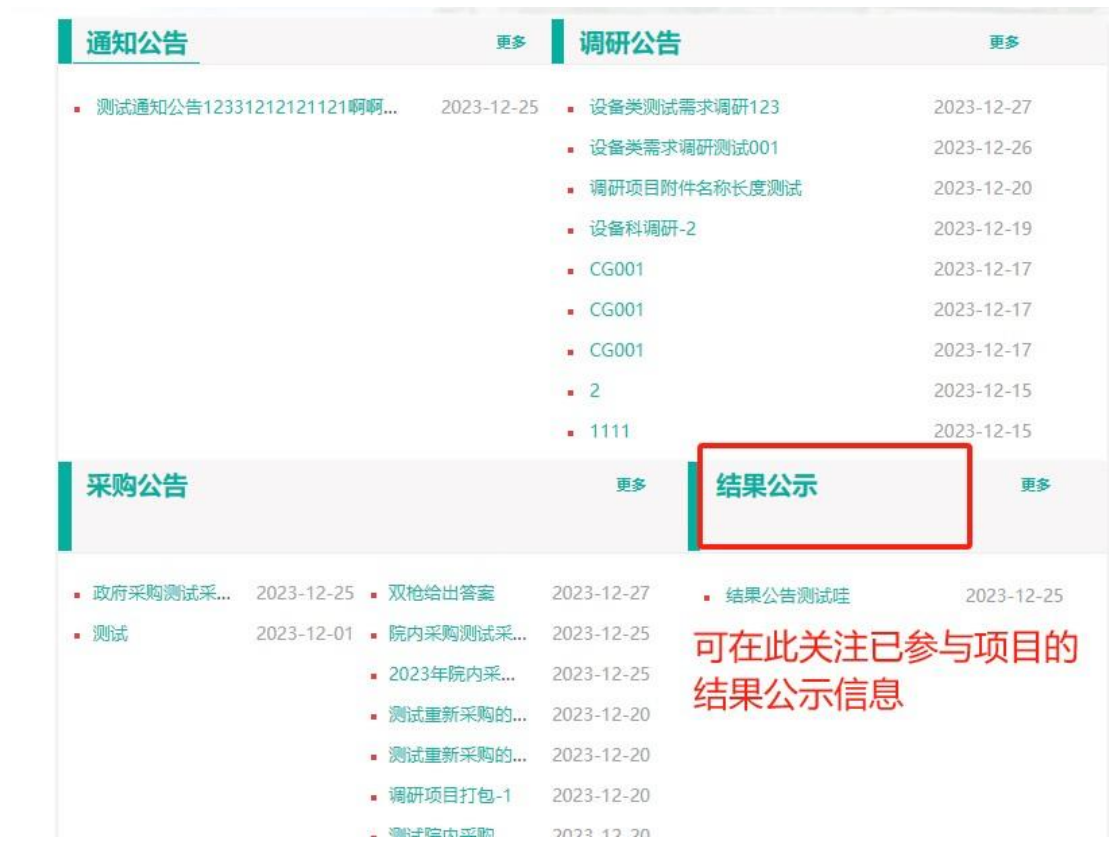 通知公告 更多
测试通知公告12331212121121啊啊... 2023-12-25
调研公告 更多
设备类测试需求调研123 2023-12-27
设备类需求调研测试001 2023-12-26
调研项目附件名称长度测试 2023-12-20
设备科调研-2 2023-12-19
CG001 2023-12-17
CG001 2023-12-17
CG001 2023-12-17
2 2023-12-15
1111 2023-12-15
采购公告 更多
政府采购测试采... 2023-12-25
测试 2023-12-01
双枪给出答案 2023-12-27
院内采购测试采... 2023-12-25
2023年院内采... 2023-12-25
测试重新采购的... 2023-12-20
测试重新采购的... 2023-12-20
调研项目打包-1 2023-12-20
测试院内采购 2023-12-20
结果公示 更多
结果公告测试哇 2023-12-25
可在此关注已参与项目的
结果公示信息